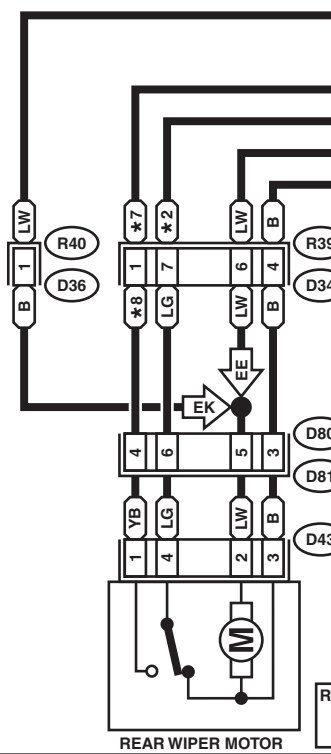 LW *7 *2 LW B
R40 R39
1 1 7 6 4
D36 D34
B *8 LG LW B
EE
EK
D80
4 6 5 3
D81
YB LG LW B
D43
1 4 2 3
M
R
REAR WIPER MOTOR